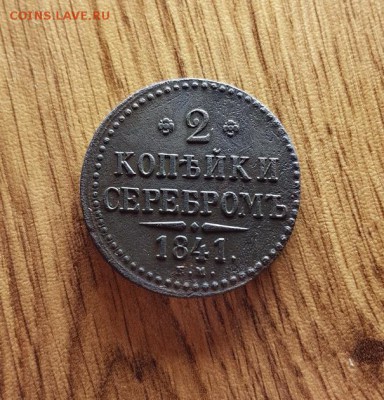 COINS.LAVE.RU
2
КОПѢЙКИ
СЕРЕБРОМЪ
1841.
Е.М.